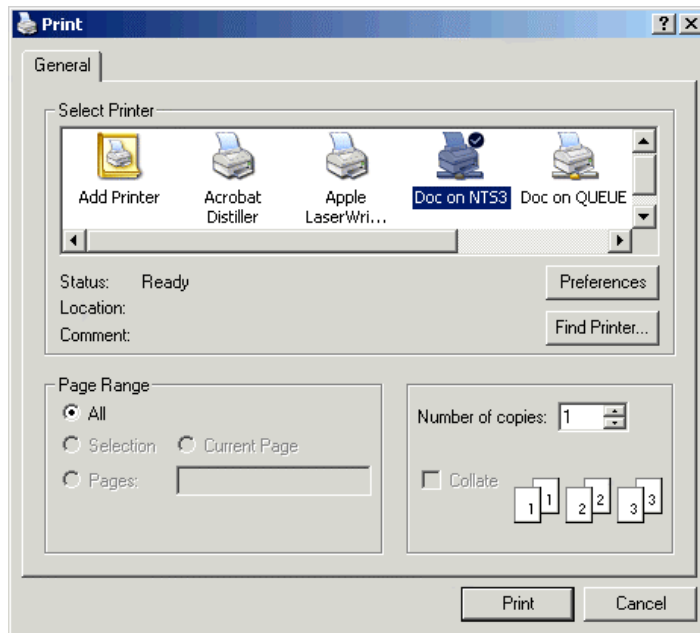 Print
General
Select Printer
Add Printer
Acrobat
Distiller
Apple
LaserWri...
Doc on NTS3
Doc on QUEUE
Status: Ready
Location:
Comment:
Preferences
Find Printer...
Page Range
All
Selection Current Page
Pages:
Number of copies: 1
Collate
1 1 2 2 3 3
Print Cancel